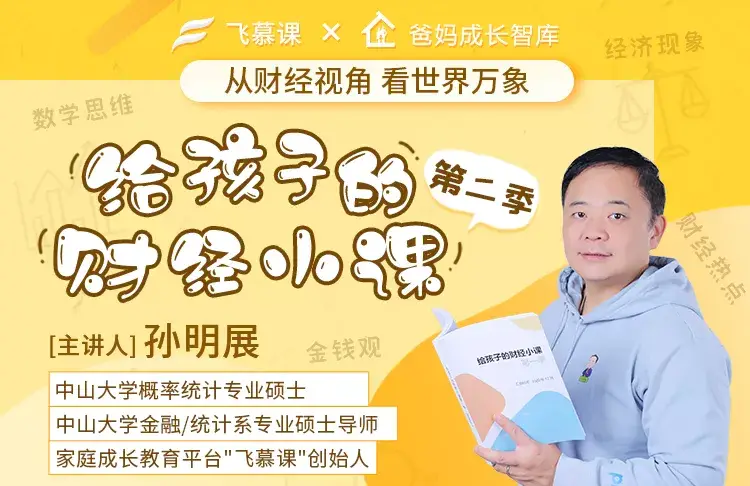 飞慕课 × 爸妈成长智库
从财经视角 看世界万象
经济现象
数学思维
给孩子的
第二季
财经小课
财经热点
[主讲人] 孙明展
金钱观
给孩子的财经小课
中山大学概率统计专业硕士
中山大学金融/统计系专业硕士导师
家庭成长教育平台"飞慕课"创始人